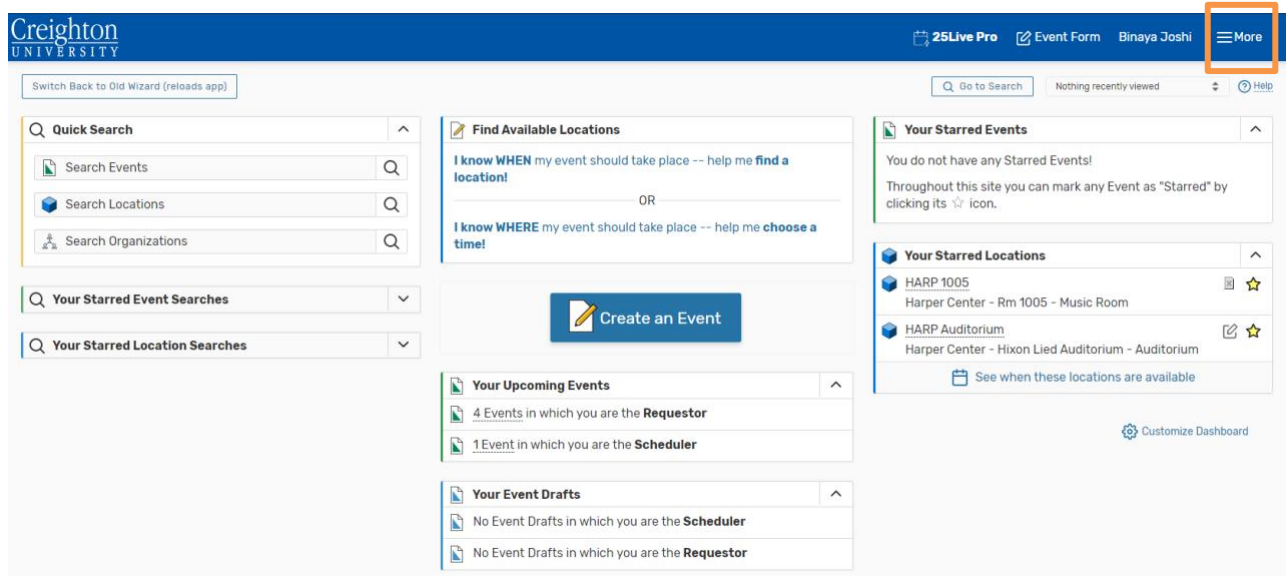 Creighton
UNIVERSITY
25Live Pro Event Form Binaya Joshi More
Switch Back to Old Wizard (reloads app)
Go to Search Nothing recently viewed Help
Quick Search
Search Events
Search Locations
Search Organizations
Your Starred Event Searches
Your Starred Location Searches
Find Available Locations
I know WHEN my event should take place -- help me find a
location!
OR
I know WHERE my event should take place -- help me choose a
time!
Create an Event
Your Upcoming Events
4 Events in which you are the Requestor
1 Event in which you are the Scheduler
Your Event Drafts
No Event Drafts in which you are the Scheduler
No Event Drafts in which you are the Requestor
Your Starred Events
You do not have any Starred Events!
Throughout this site you can mark any Event as "Starred" by
clicking its icon.
Your Starred Locations
HARP 1005
Harper Center - Rm 1005 - Music Room
HARP Auditorium
Harper Center - Hixon Lied Auditorium - Auditorium
See when these locations are available
Customize Dashboard